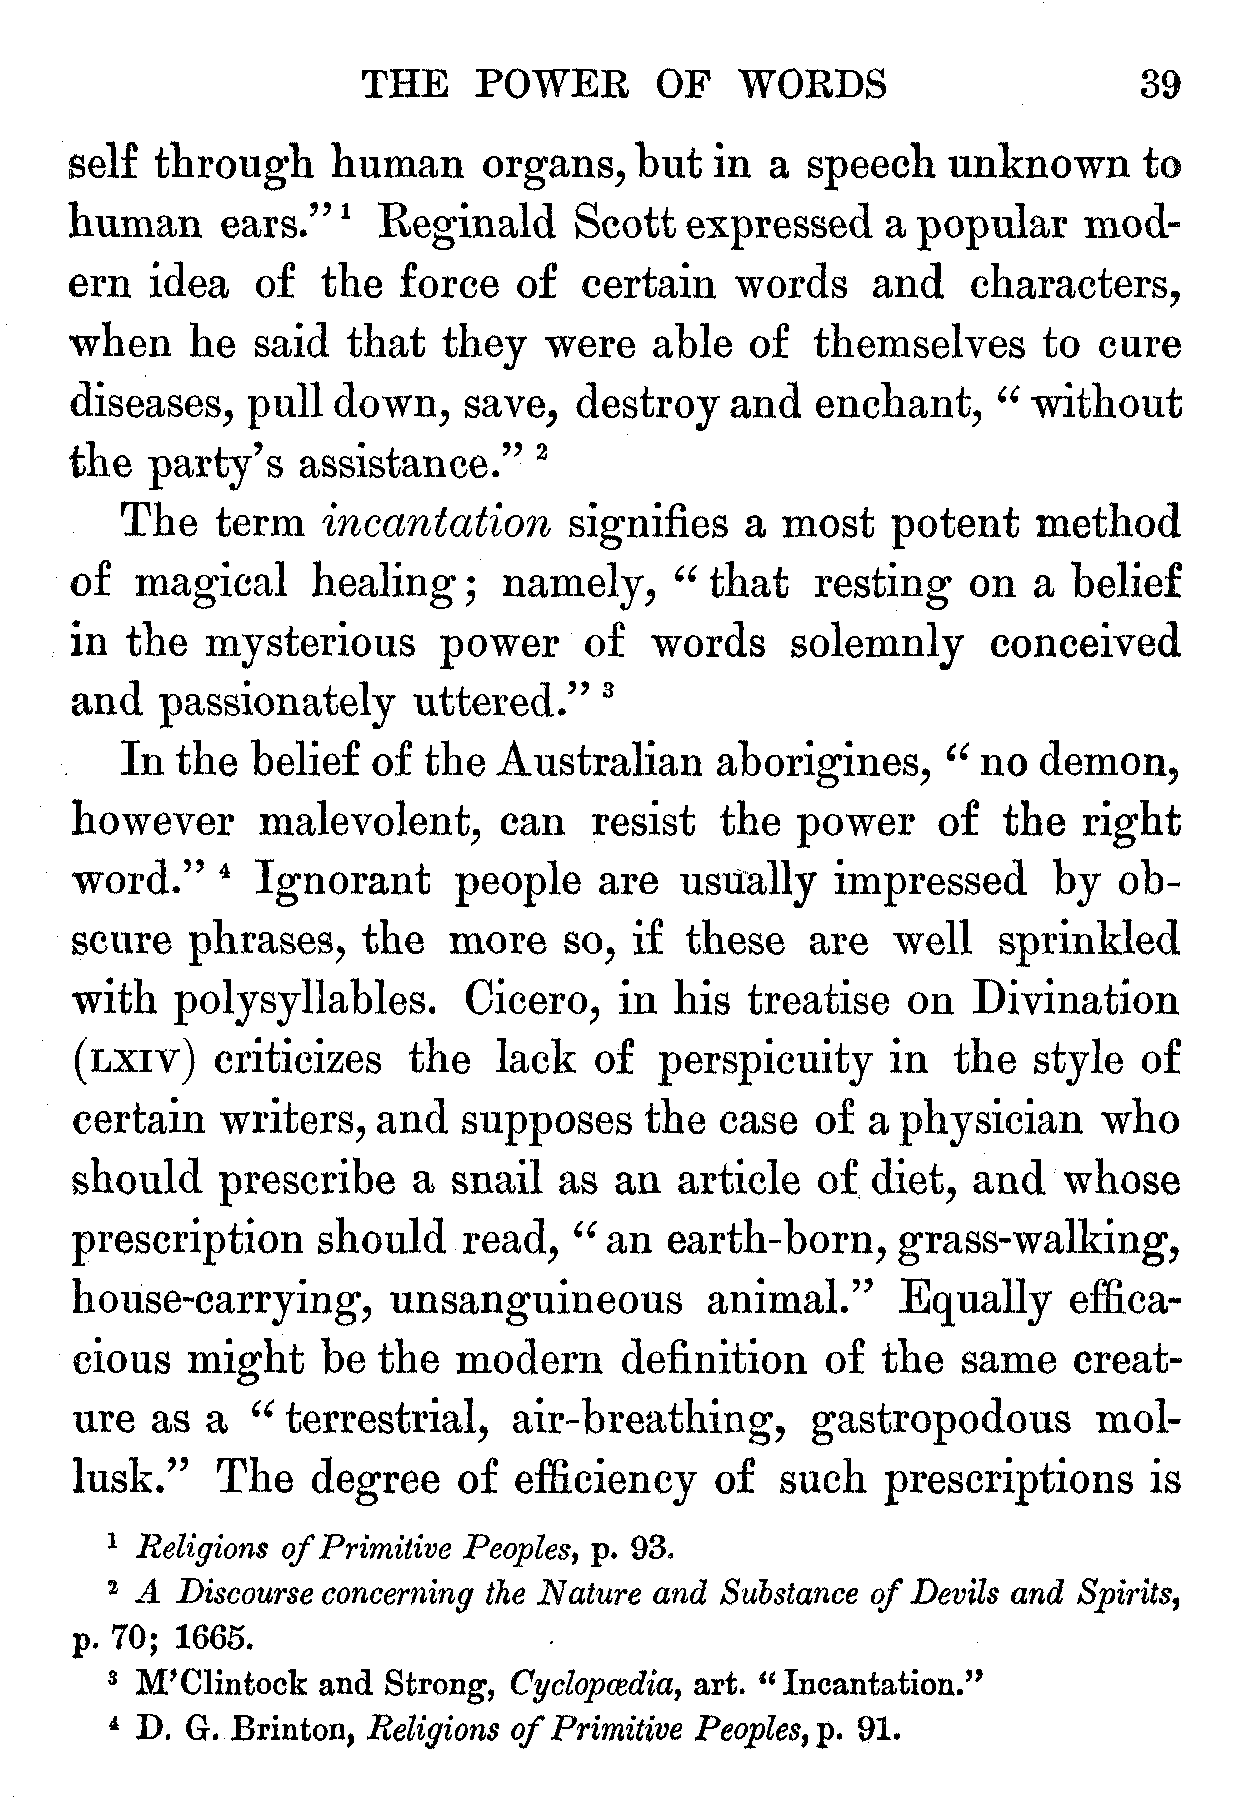 THE POWER OF WORDS 39
self through human organs, but in a speech unknown to
human ears.” ¹ Reginald Scott expressed a popular mod-
ern idea of the force of certain words and characters,
when he said that they were able of themselves to cure
diseases, pull down, save, destroy and enchant, “ without
the party’s assistance.” ²
The term incantation signifies a most potent method
of magical healing ; namely, “ that resting on a belief
in the mysterious power of words solemnly conceived
and passionately uttered.” ³
In the belief of the Australian aborigines, “ no demon,
however malevolent, can resist the power of the right
word.” ⁴ Ignorant people are usually impressed by ob-
scure phrases, the more so, if these are well sprinkled
with polysyllables. Cicero, in his treatise on Divination
(LXIV) criticizes the lack of perspicuity in the style of
certain writers, and supposes the case of a physician who
should prescribe a snail as an article of diet, and whose
prescription should read, “ an earth-born, grass-walking,
house-carrying, unsanguineous animal.” Equally effica-
cious might be the modern definition of the same creat-
ure as a “ terrestrial, air-breathing, gastropodous mol-
lusk.” The degree of efficiency of such prescriptions is
¹ Religions of Primitive Peoples, p. 93.
² A Discourse concerning the Nature and Substance of Devils and Spirits,
p. 70; 1665.
³ M’Clintock and Strong, Cyclopœdia, art. “ Incantation.”
⁴ D. G. Brinton, Religions of Primitive Peoples, p. 91.